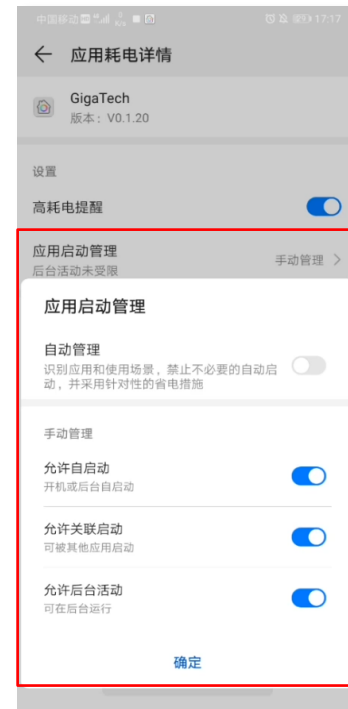 中国移动
17:17
应用耗电详情
GigaTech
版本：V0.1.20
设置
高耗电提醒
应用启动管理
手动管理
后台活动未受限
应用启动管理
自动管理
识别应用和使用场景，禁止不必要的自动启
动，并采用针对性的省电措施
手动管理
允许自启动
开机或后台自启动
允许关联启动
可被其他应用启动
允许后台活动
可在后台运行
确定